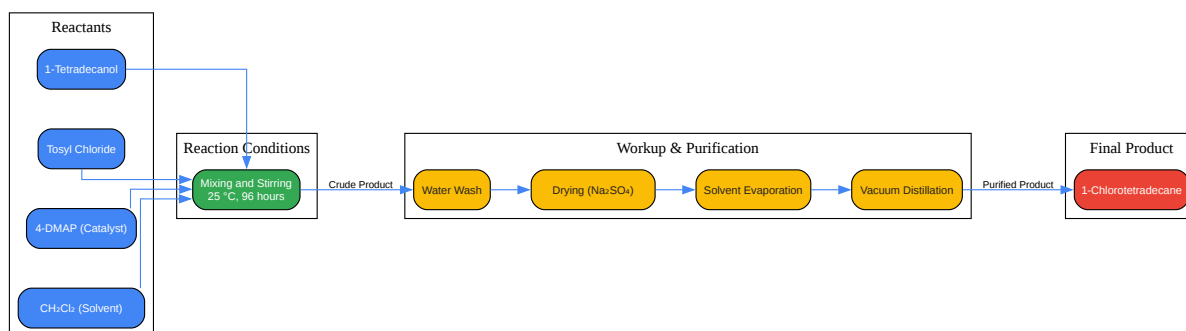 Reactants
1-Tetradecanol
Tosyl Chloride
4-DMAP (Catalyst)
CH₂Cl₂ (Solvent)
Reaction Conditions
Mixing and Stirring
25 °C, 96 hours
Crude Product
Workup & Purification
Water Wash
Drying (Na₂SO₄)
Solvent Evaporation
Vacuum Distillation
Purified Product
Final Product
1-Chlorotetradecane